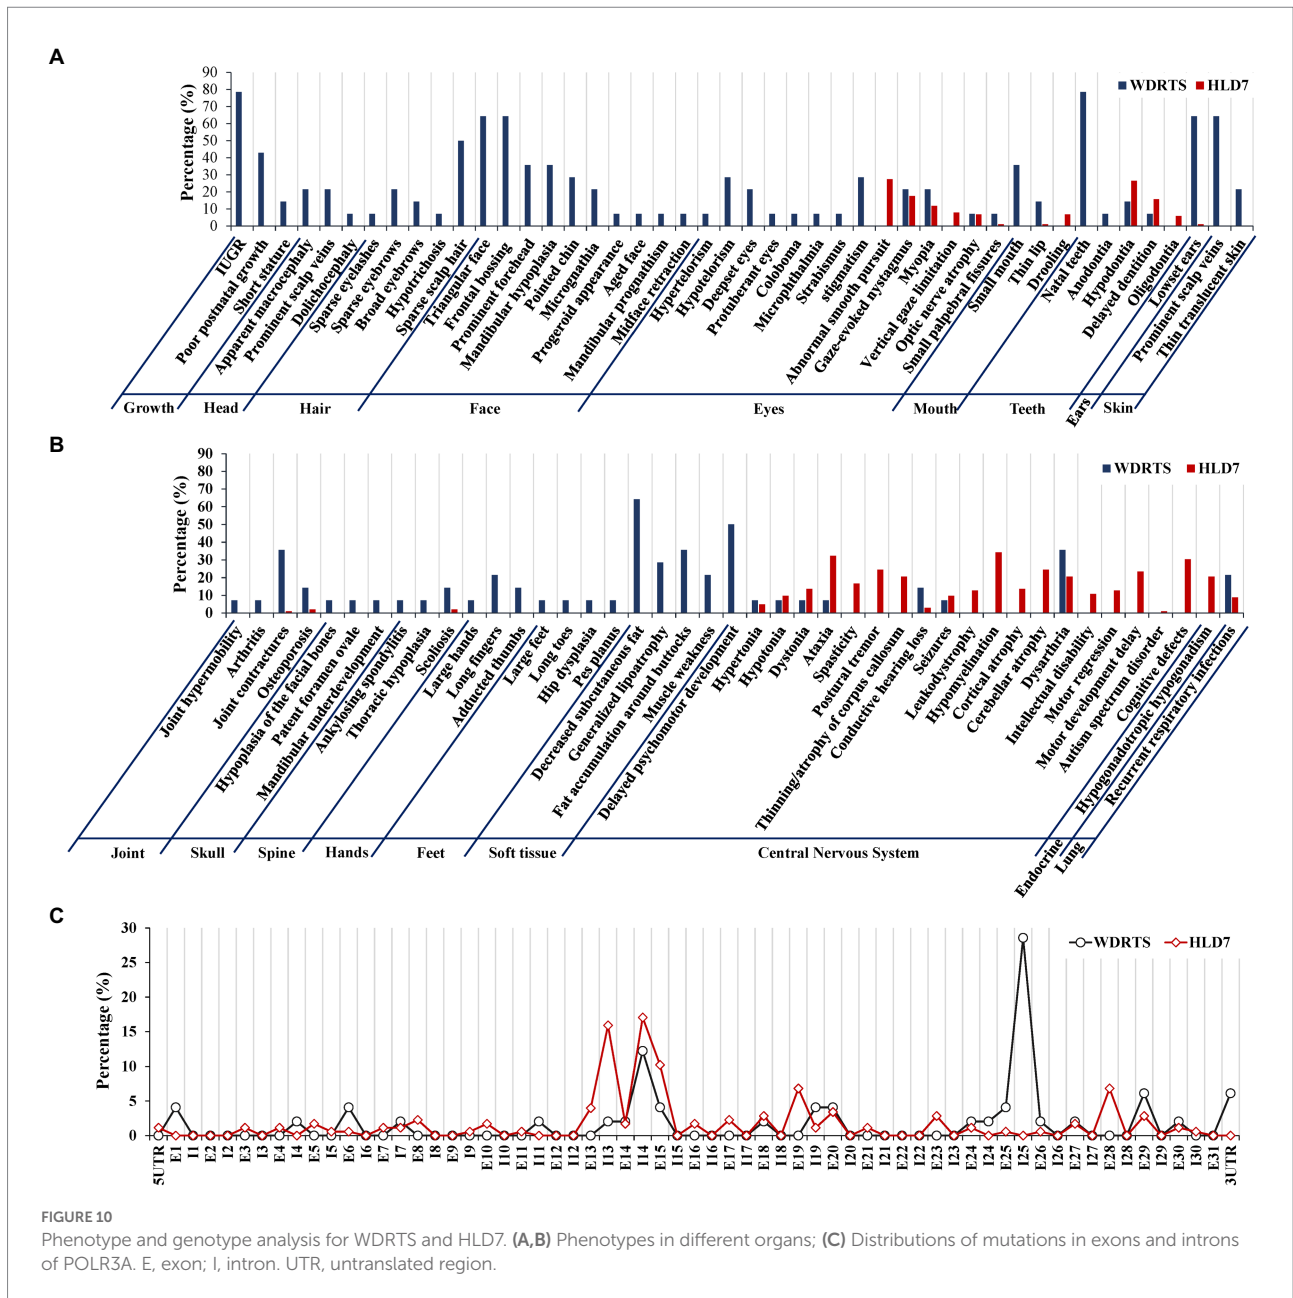 A
90
80
70
60
50
40
30
20
10
0
Percentage (%)
WDRTS
HLD7
IUGR
Poor postnatal growth
Short stature
Apparent macrocephaly
Prominent scalp veins
Dolichocephaly
Sparse eyelashes
Sparse eyebrows
Broad eyebrows
Hypotrichosis
Sparse scalp hair
Triangular face
Frontal bossing
Prominent forehead
Mandibular hypoplasia
Pointed chin
Micrognathia
Progeroid appearance
Aged face
Mandibular prognathism
Midface retraction
Hypertelorism
Hypotelorism
Deepset eyes
Protuberant eyes
Coloboma
Microphthalmia
Strabismus
stigmatism
Abnormal smooth pursuit
Gaze-evoked nystagmus
Myopia
Vertical gaze limitation
Optic nerve atrophy
Small palpebral fissures
Small mouth
Thin lip
Drooling
Natal teeth
Anodontia
Hypodontia
Delayed dentition
Oligodontia
Lowset ears
Prominent scalp veins
Thin translucent skin
Growth
Head
Hair
Face
Eyes
Mouth
Teeth
Ears
Skin
B
90
80
70
60
50
40
30
20
10
0
Percentage (%)
WDRTS
HLD7
Joint hypermobility
Arthritis
Joint contractures
Osteoporosis
Hypoplasia of the facial bones
Patent foramen ovale
Mandibular underdevelopment
Ankylosing spondylitis
Thoracic hypoplasia
Scoliosis
Large hands
Long fingers
Adducted thumbs
Large feet
Long toes
Hip dysplasia
Pes planus
Decreased subcutaneous fat
Generalized lipoatrophy
Fat accumulation around buttocks
Muscle weakness
Delayed psychomotor development
Hypertonia
Hypotonia
Dystonia
Ataxia
Spasticity
Postural tremor
Thinning/atrophy of corpus callosum
Conductive hearing loss
Seizures
Leukodystrophy
Hypomyelination
Cortical atrophy
Cerebellar atrophy
Dysarthria
Intellectual disability
Motor regression
Motor development delay
Autism spectrum disorder
Cognitive defects
Hypogonadotropic hypogonadism
Recurrent respiratory infections
Joint
Skull
Spine
Hands
Feet
Soft tissue
Central Nervous System
Endocrine
Lung
C
30
25
20
15
10
5
0
Percentage (%)
WDRTS
HLD7
5UTR
E1
I1
E2
I2
E3
I3
E4
I4
E5
I5
E6
I6
E7
I7
E8
I8
E9
I9
E10
I10
E11
I11
E12
I12
E13
I13
E14
I14
E15
I15
E16
I16
E17
I17
E18
I18
E19
I19
E20
I20
E21
I21
E22
I22
E23
I23
E24
I24
E25
I25
E26
I26
E27
I27
E28
I28
E29
I29
E30
I30
E31
3UTR
FIGURE 10
Phenotype and genotype analysis for WDRTS and HLD7. (A,B) Phenotypes in different organs; (C) Distributions of mutations in exons and introns
of POLR3A. E, exon; I, intron. UTR, untranslated region.